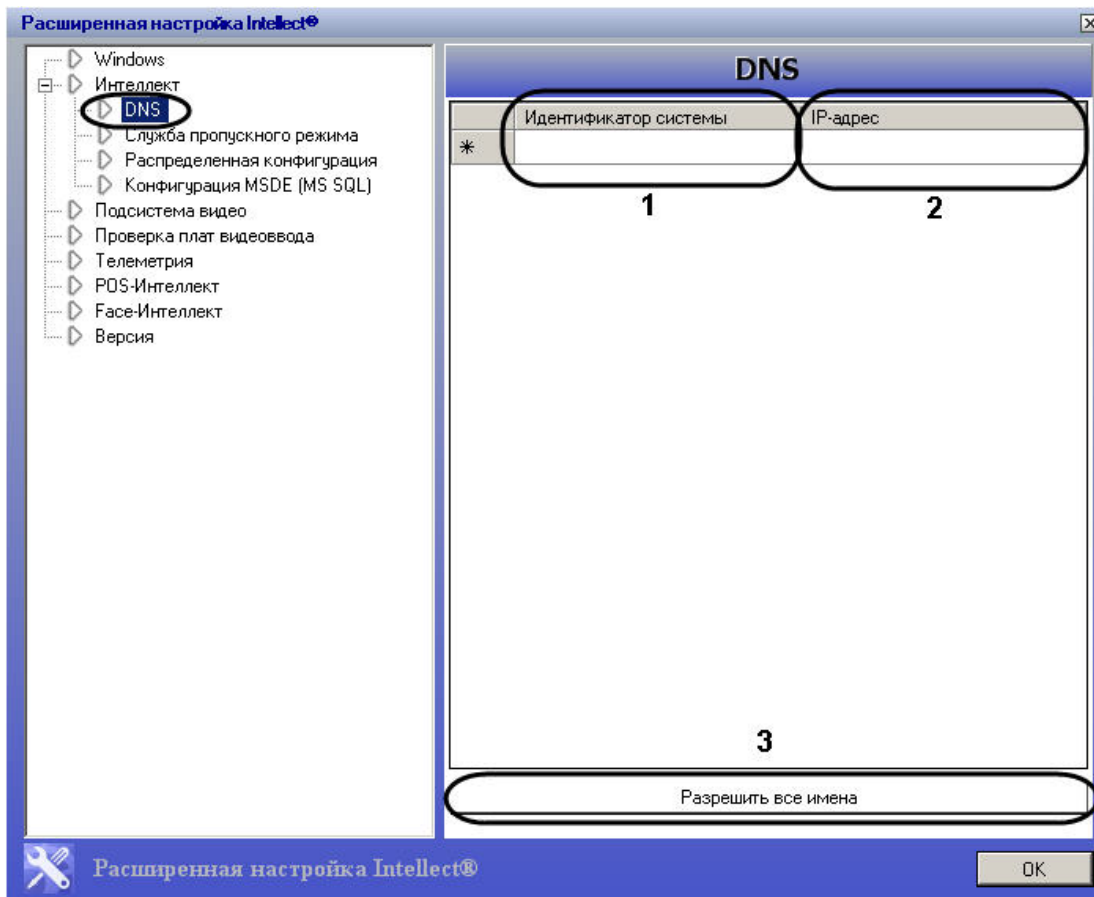 Расширенная настройка Intellect®
Windows
Интеллект
DNS
Служба пропускного режима
Распределенная конфигурация
Конфигурация MSDE (MS SQL)
Подсистема видео
Проверка плат видеоввода
Телеметрия
POS-Интеллект
Face-Интеллект
Версия
DNS
Идентификатор системы IP-адрес
*
1 2
3
Разрешить все имена
Расширенная настройка Intellect®
OK